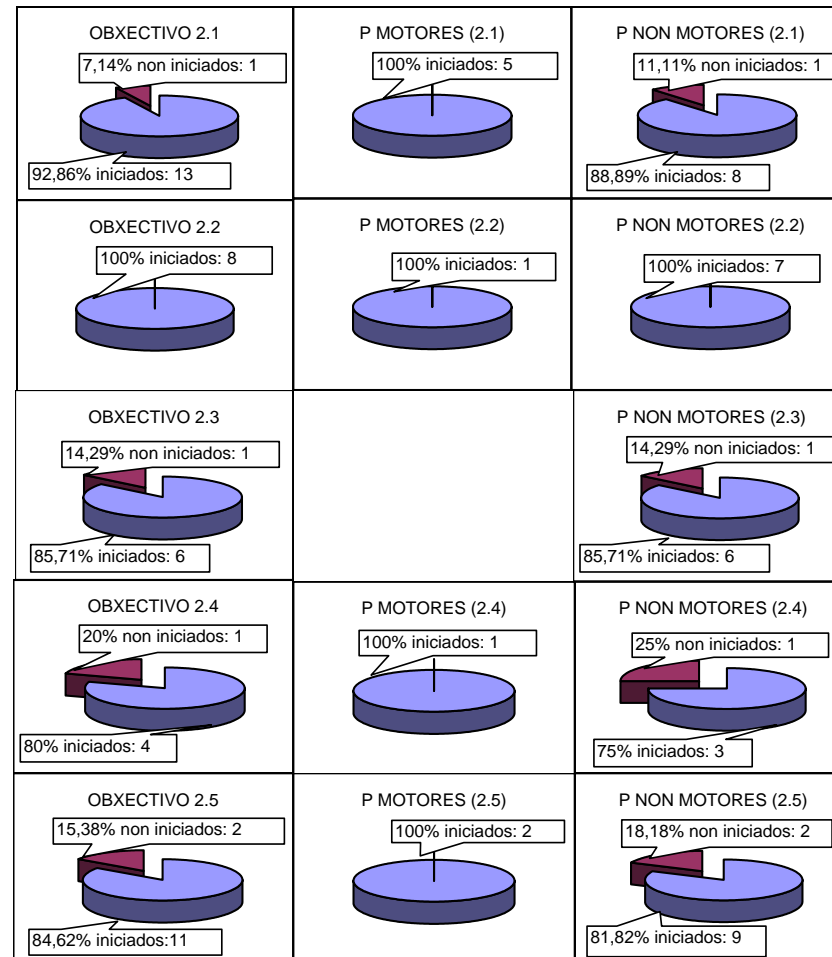 OBXECTIVO 2.1
7,14% non iniciados: 1
92,86% iniciados: 13
P MOTORES (2.1)
100% iniciados: 5
P NON MOTORES (2.1)
11,11% non iniciados: 1
88,89% iniciados: 8
OBXECTIVO 2.2
100% iniciados: 8
P MOTORES (2.2)
100% iniciados: 1
P NON MOTORES (2.2)
100% iniciados: 7
OBXECTIVO 2.3
14,29% non iniciados: 1
85,71% iniciados: 6
P NON MOTORES (2.3)
14,29% non iniciados: 1
85,71% iniciados: 6
OBXECTIVO 2.4
20% non iniciados: 1
80% iniciados: 4
P MOTORES (2.4)
100% iniciados: 1
P NON MOTORES (2.4)
25% non iniciados: 1
75% iniciados: 3
OBXECTIVO 2.5
15,38% non iniciados: 2
84,62% iniciados:11
P MOTORES (2.5)
100% iniciados: 2
P NON MOTORES (2.5)
18,18% non iniciados: 2
81,82% iniciados: 9